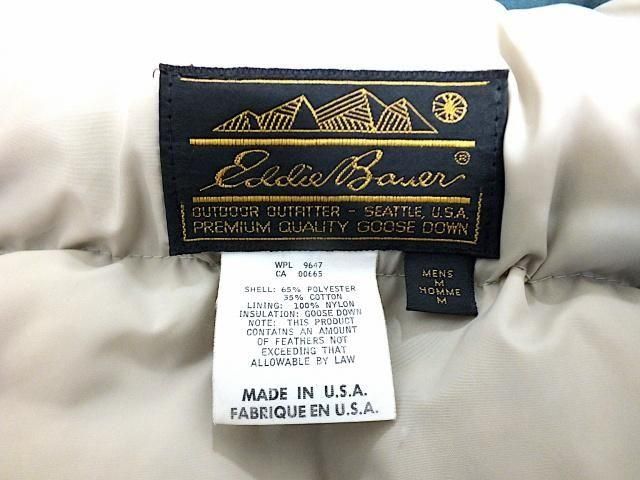 Eddie Bauer®
OUTDOOR OUTFITTER - SEATTLE, U.S.A.
PREMIUM QUALITY GOOSE DOWN
WPL 9647
CA 00665
SHELL: 65% POLYESTER
35% COTTON
LINING: 100% NYLON
INSULATION: GOOSE DOWN
NOTE: THIS PRODUCT
CONTAINS AN AMOUNT
OF FEATHERS NOT
EXCEEDING THAT
ALLOWABLE BY LAW
MADE IN U.S.A.
FABRIQUE EN U.S.A.
MENS
M
HOMME
M